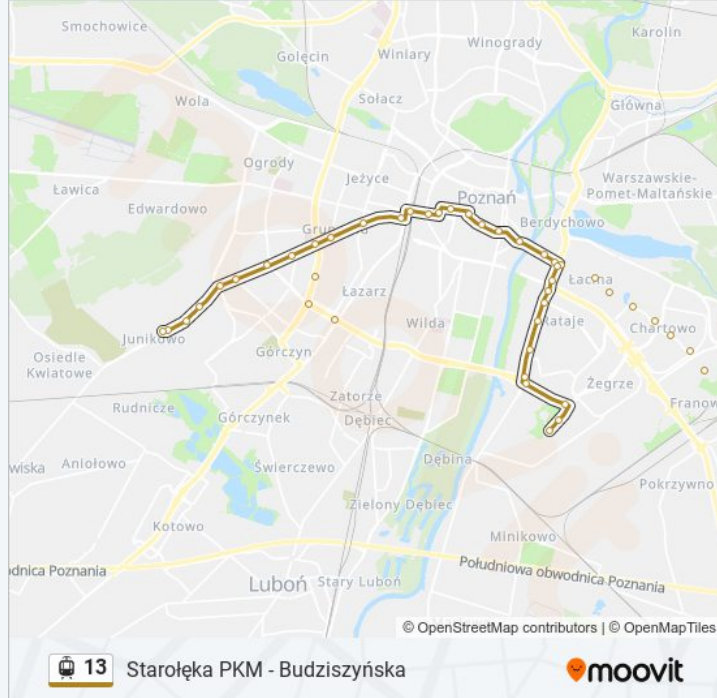 Smochowice
Karolin
Golęcin
Winiary
Winogrady
Sołacz
Wola
Główna
Ogrody
Warszawskie-
Pomet-Maltańskie
Jeżyce
Ławica
Poznań
Edwardowo
Berdychowo
Łacina
Łazarz
Wilda
Rataje
Chartowo
Junikowo
Górczyn
Osiedle
Kwiatowe
Żegrze
Zatorze
Rudnicze
Górczynek
Dębiec
Dębina
Świerczewo
Aniołowo
Pokrzywno
Zielony Dębiec
Kotowo
Minikowo
Południowa obwodnica Poznania
Luboń
Stary Luboń
© OpenStreetMap contributors | © OpenMapTiles
13
Starołęka PKM - Budziszyńska
moovit